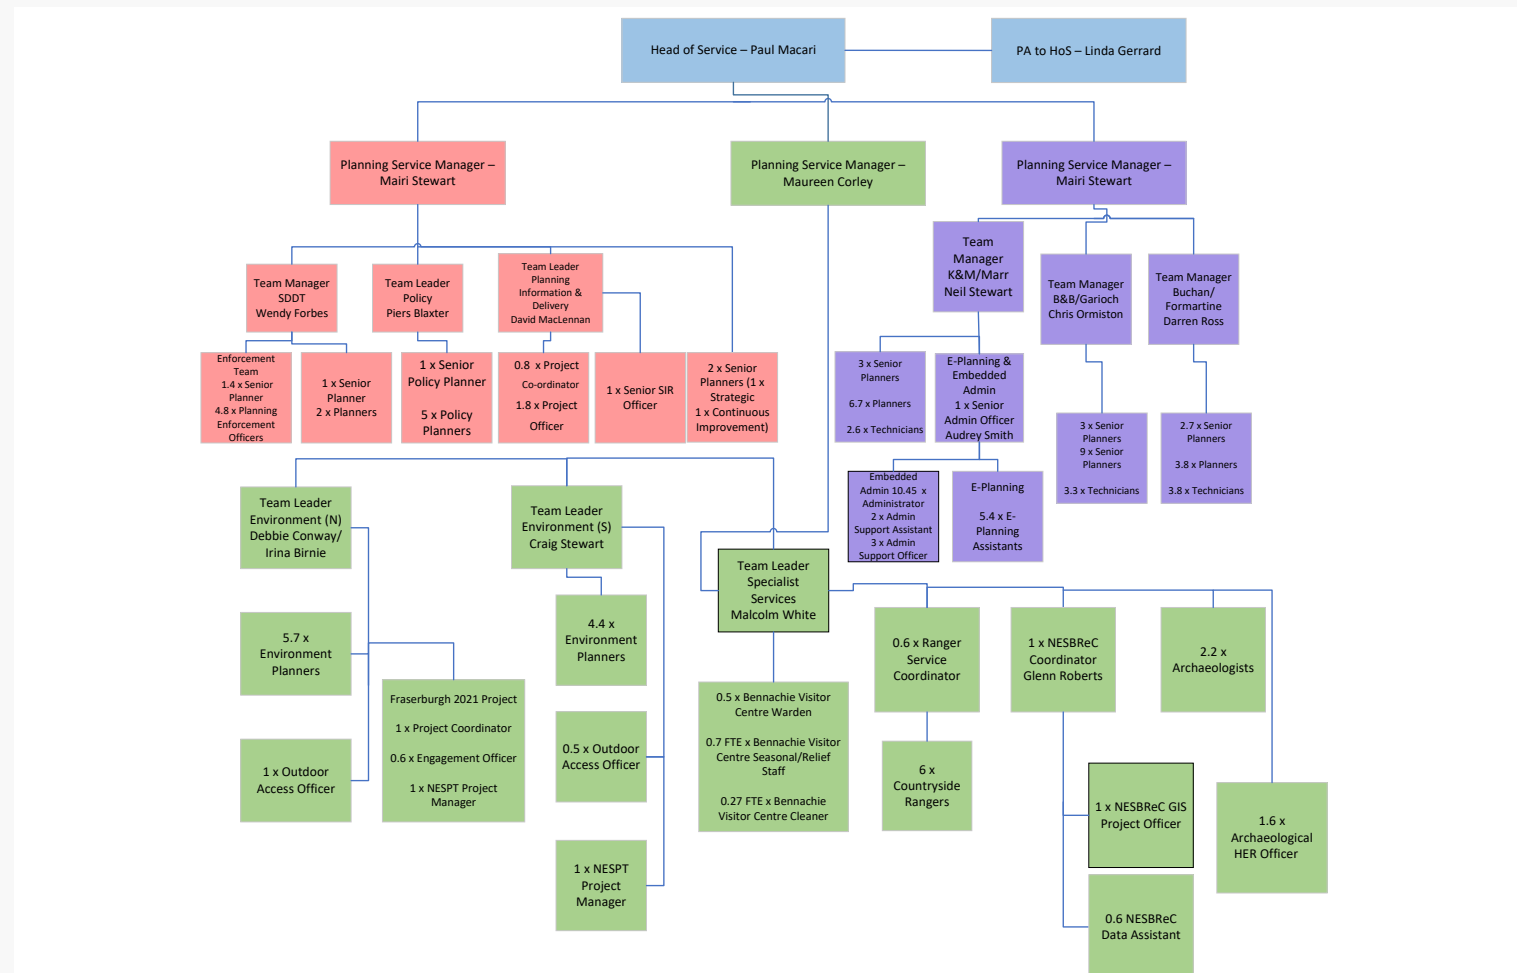 Head of Service – Paul Macari
PA to HoS – Linda Gerrard
Planning Service Manager –
Mairi Stewart
Planning Service Manager –
Maureen Corley
Planning Service Manager –
Mairi Stewart
Team Manager
SDDT
Wendy Forbes
Team Leader
Policy
Piers Blaxter
Team Leader
Planning
Information &
Delivery
David MacLennan
Team
Manager
K&M/Marr
Neil Stewart
Team Manager
B&B/Garioch
Chris Ormiston
Team Manager
Buchan/
Formartine
Darren Ross
Enforcement
Team
1.4 x Senior
Planner
4.8 x Planning
Enforcement
Officers
1 x Senior
Planner
2 x Planners
1 x Senior
Policy Planner
5 x Policy
Planners
0.8 x Project
Co-ordinator
1.8 x Project
Officer
1 x Senior SIR
Officer
2 x Senior
Planners (1 x
Strategic
1 x Continuous
Improvement)
3 x Senior
Planners
6.7 x Planners
2.6 x Technicians
E-Planning &
Embedded
Admin
1 x Senior
Admin Officer
Audrey Smith
3 x Senior
Planners
9 x Senior
Planners
3.3 x Technicians
2.7 x Senior
Planners
3.8 x Planners
3.8 x Technicians
Embedded
Admin 10.45 x
Administrator
2 x Admin
Support Assistant
3 x Admin
Support Officer
E-Planning
5.4 x E-
Planning
Assistants
Team Leader
Environment (N)
Debbie Conway/
Irina Birnie
Team Leader
Environment (S)
Craig Stewart
Team Leader
Specialist
Services
Malcolm White
5.7 x
Environment
Planners
Fraserburgh 2021 Project
1 x Project Coordinator
0.6 x Engagement Officer
1 x NESPT Project
Manager
1 x Outdoor
Access Officer
4.4 x
Environment
Planners
0.5 x Outdoor
Access Officer
1 x NESPT
Project
Manager
0.5 x Bennachie Visitor
Centre Warden
0.7 FTE x Bennachie Visitor
Centre Seasonal/Relief
Staff
0.27 FTE x Bennachie
Visitor Centre Cleaner
0.6 x Ranger
Service
Coordinator
6 x
Countryside
Rangers
1 x NESBReC
Coordinator
Glenn Roberts
2.2 x
Archaeologists
1 x NESBReC GIS
Project Officer
0.6 NESBReC
Data Assistant
1.6 x
Archaeological
HER Officer